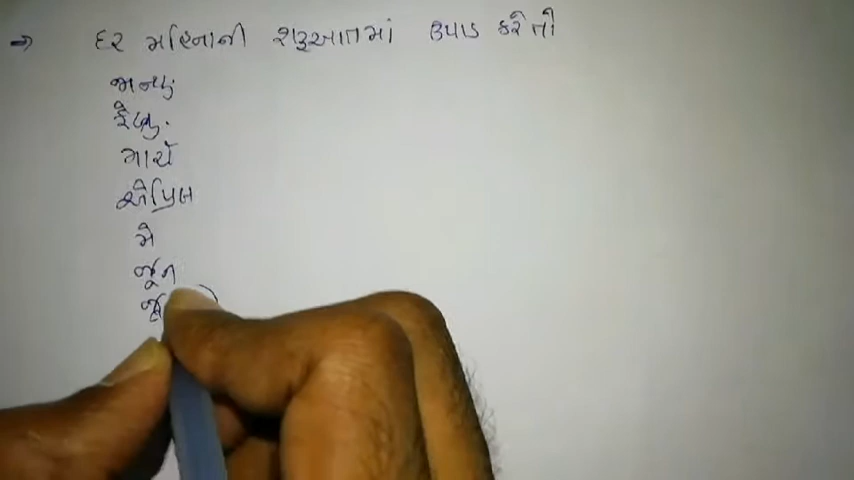 ⇒ દર મહિનાની શરૂઆતમાં ઉપાડ કરે તો
જાન્યુ.
ફેબ્રુ.
માર્ચ
એપ્રિલ
મે
જૂન